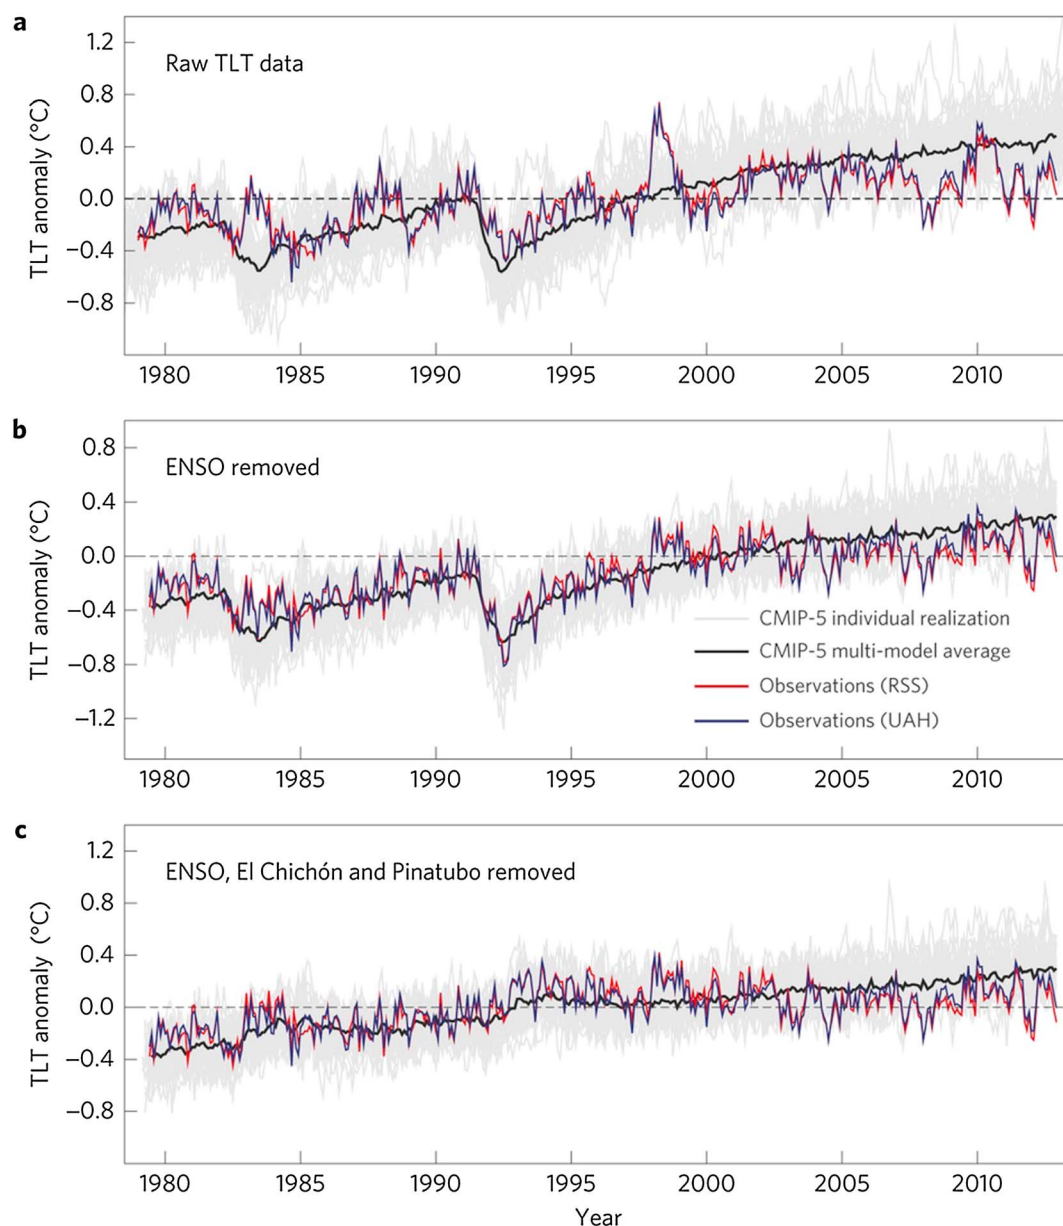 a
Raw TLT data
TLT anomaly (°C)
1.2
0.8
0.4
0.0
−0.4
−0.8
1980 1985 1990 1995 2000 2005 2010
b
ENSO removed
TLT anomaly (°C)
0.8
0.4
0.0
−0.4
−0.8
−1.2
CMIP-5 individual realization
CMIP-5 multi-model average
Observations (RSS)
Observations (UAH)
1980 1985 1990 1995 2000 2005 2010
c
ENSO, El Chichón and Pinatubo removed
TLT anomaly (°C)
1.2
0.8
0.4
0.0
−0.4
−0.8
1980 1985 1990 1995 2000 2005 2010
Year